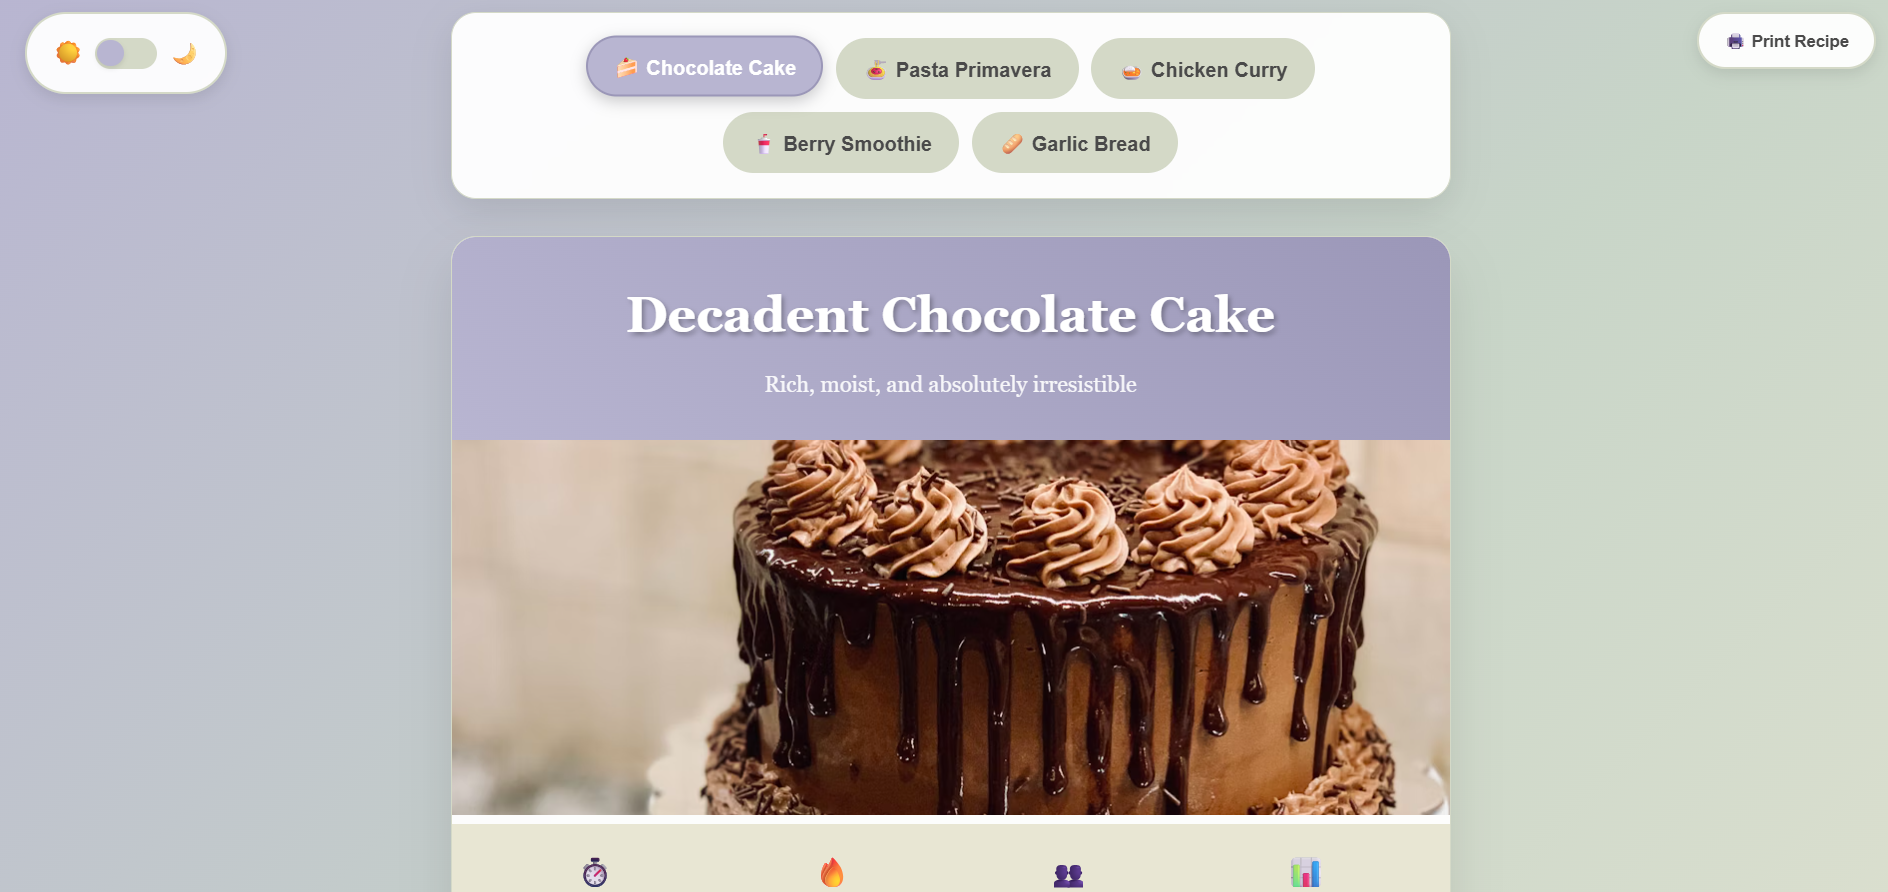 Chocolate Cake
Pasta Primavera
Chicken Curry
Print Recipe
Berry Smoothie
Garlic Bread
Decadent Chocolate Cake
Rich, moist, and absolutely irresistible